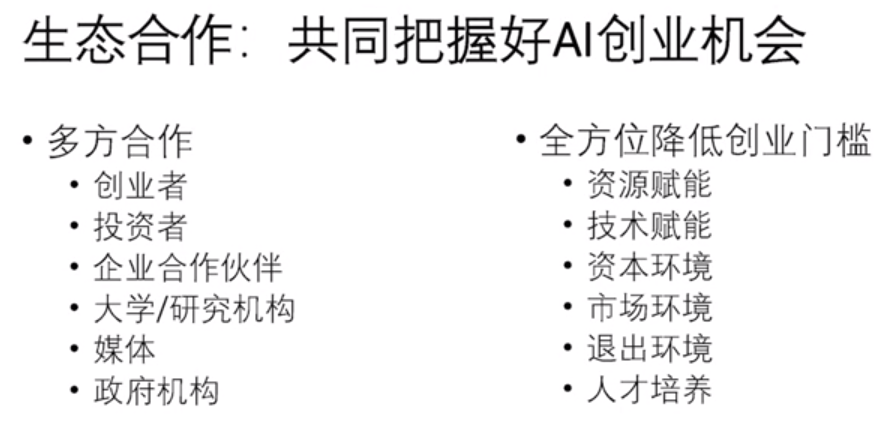 生态合作：共同把握好AI创业机会
• 多方合作
• 创业者
• 投资者
• 企业合作伙伴
• 大学/研究机构
• 媒体
• 政府机构
• 全方位降低创业门槛
• 资源赋能
• 技术赋能
• 资本环境
• 市场环境
• 退出环境
• 人才培养